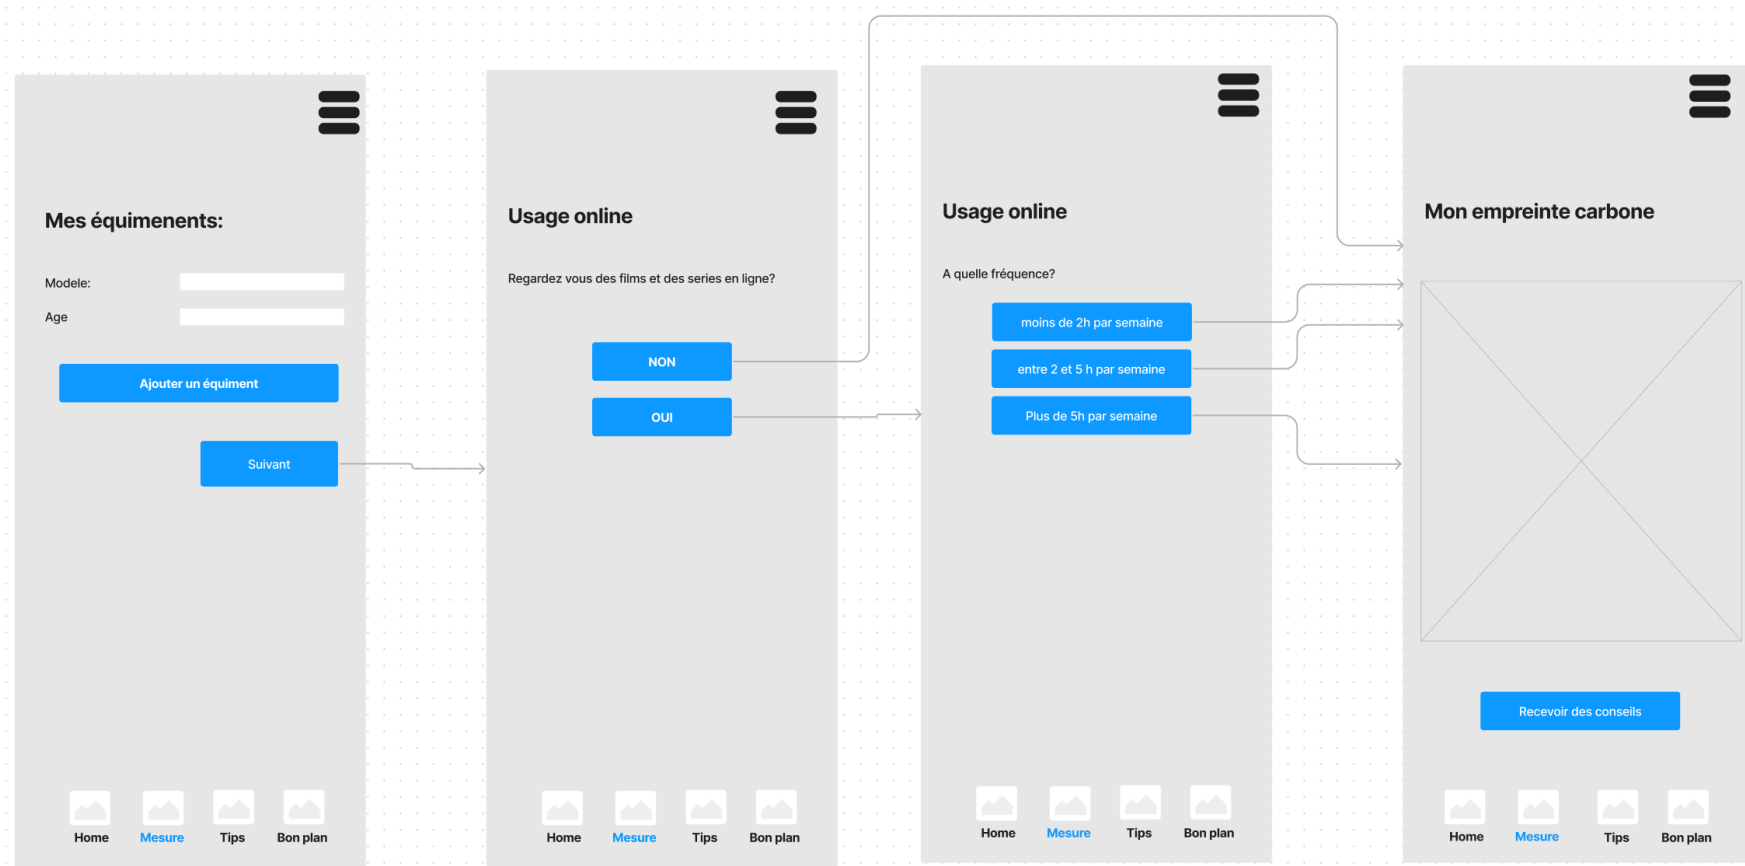 Mes équimenents:
Modele:
Age
Ajouter un équiment
Suivant
Home
Mesure
Tips
Bon plan
Usage online
Regardez vous des films et des series en ligne?
NON
OUI
Home
Mesure
Tips
Bon plan
Usage online
A quelle fréquence?
moins de 2h par semaine
entre 2 et 5 h par semaine
Plus de 5h par semaine
Home
Mesure
Tips
Bon plan
Mon empreinte carbone
Recevoir des conseils
Home
Mesure
Tips
Bon plan